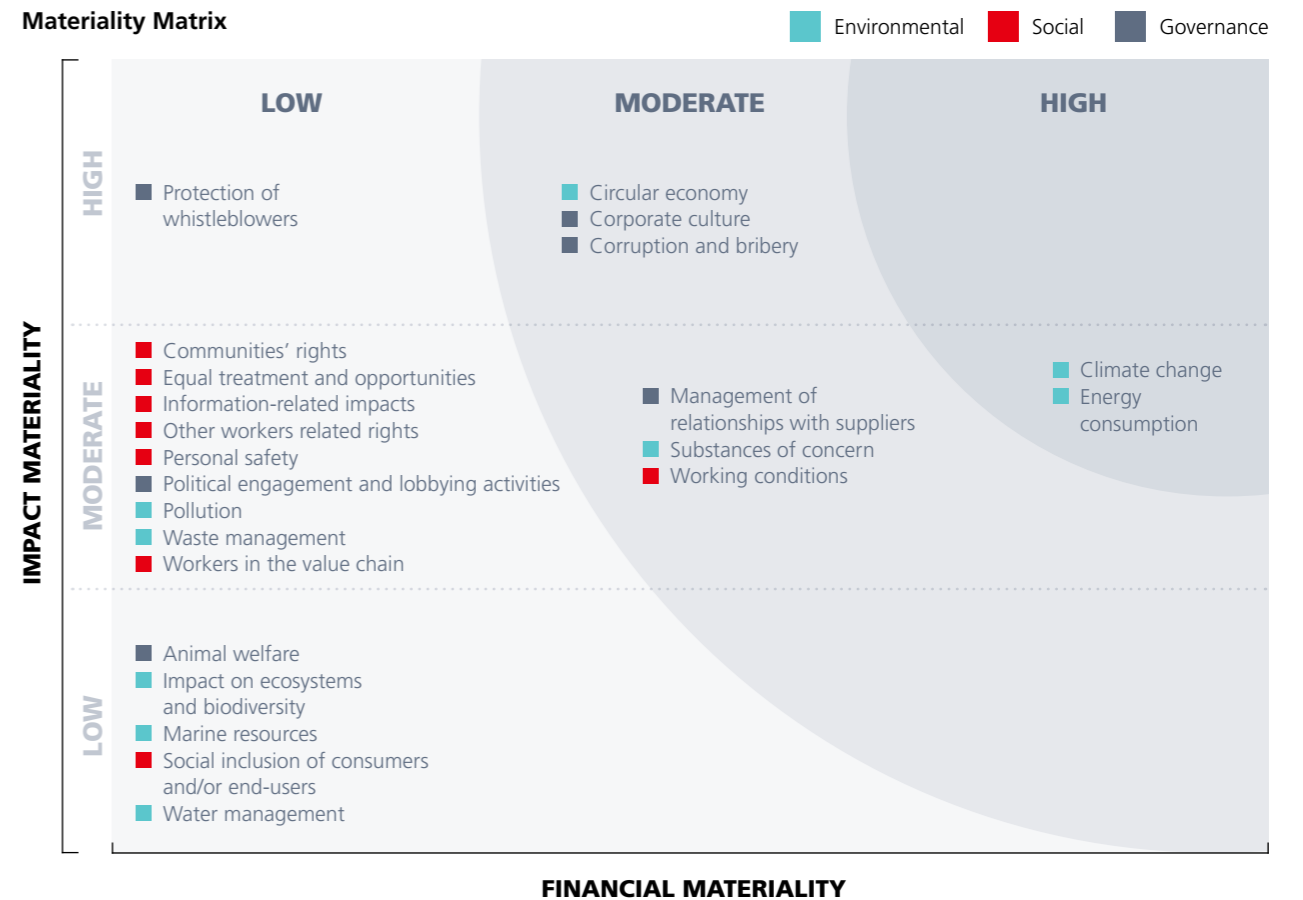 Materiality Matrix
Environmental
Social
Governance
LOW
MODERATE
HIGH
HIGH
Protection of
whistleblowers
Circular economy
Corporate culture
Corruption and bribery
IMPACT MATERIALITY
MODERATE
Communities’ rights
Equal treatment and opportunities
Information-related impacts
Other workers related rights
Personal safety
Political engagement and lobbying activities
Pollution
Waste management
Workers in the value chain
Management of
relationships with suppliers
Substances of concern
Working conditions
Climate change
Energy
consumption
LOW
Animal welfare
Impact on ecosystems
and biodiversity
Marine resources
Social inclusion of consumers
and/or end-users
Water management
FINANCIAL MATERIALITY